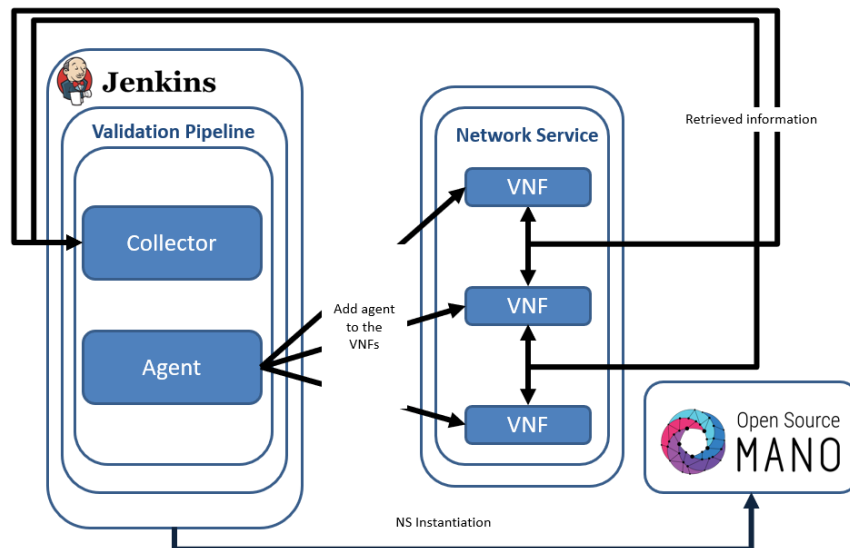 Jenkins
Validation Pipeline
Collector
Agent
Add agent
to the
VNFs
Network Service
VNF
VNF
VNF
Retrieved information
Open Source
MANO
NS Instantiation